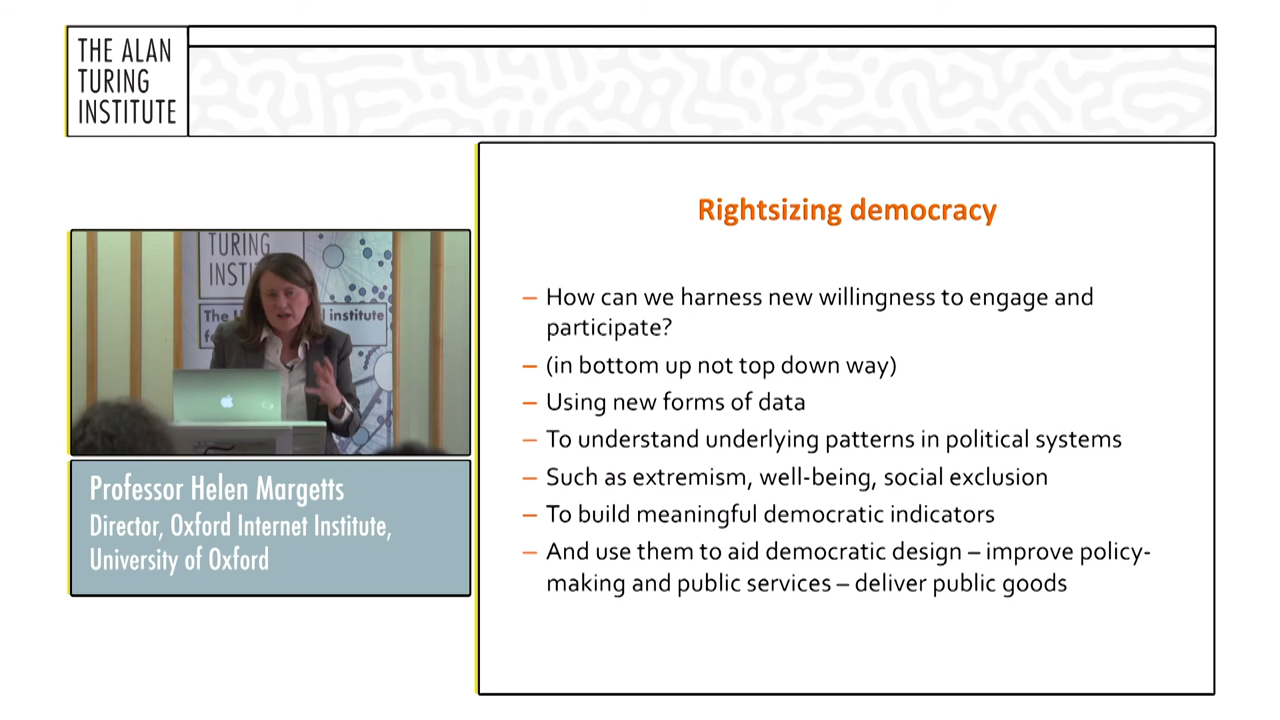 THE ALAN
TURING
INSTITUTE
TURING
The
institute
Professor Helen Margetts
Director, Oxford Internet Institute,
University of Oxford
Rightsizing democracy
– How can we harness new willingness to engage and
participate?
– (in bottom up not top down way)
– Using new forms of data
– To understand underlying patterns in political systems
– Such as extremism, well-being, social exclusion
– To build meaningful democratic indicators
– And use them to aid democratic design – improve policy-
making and public services – deliver public goods